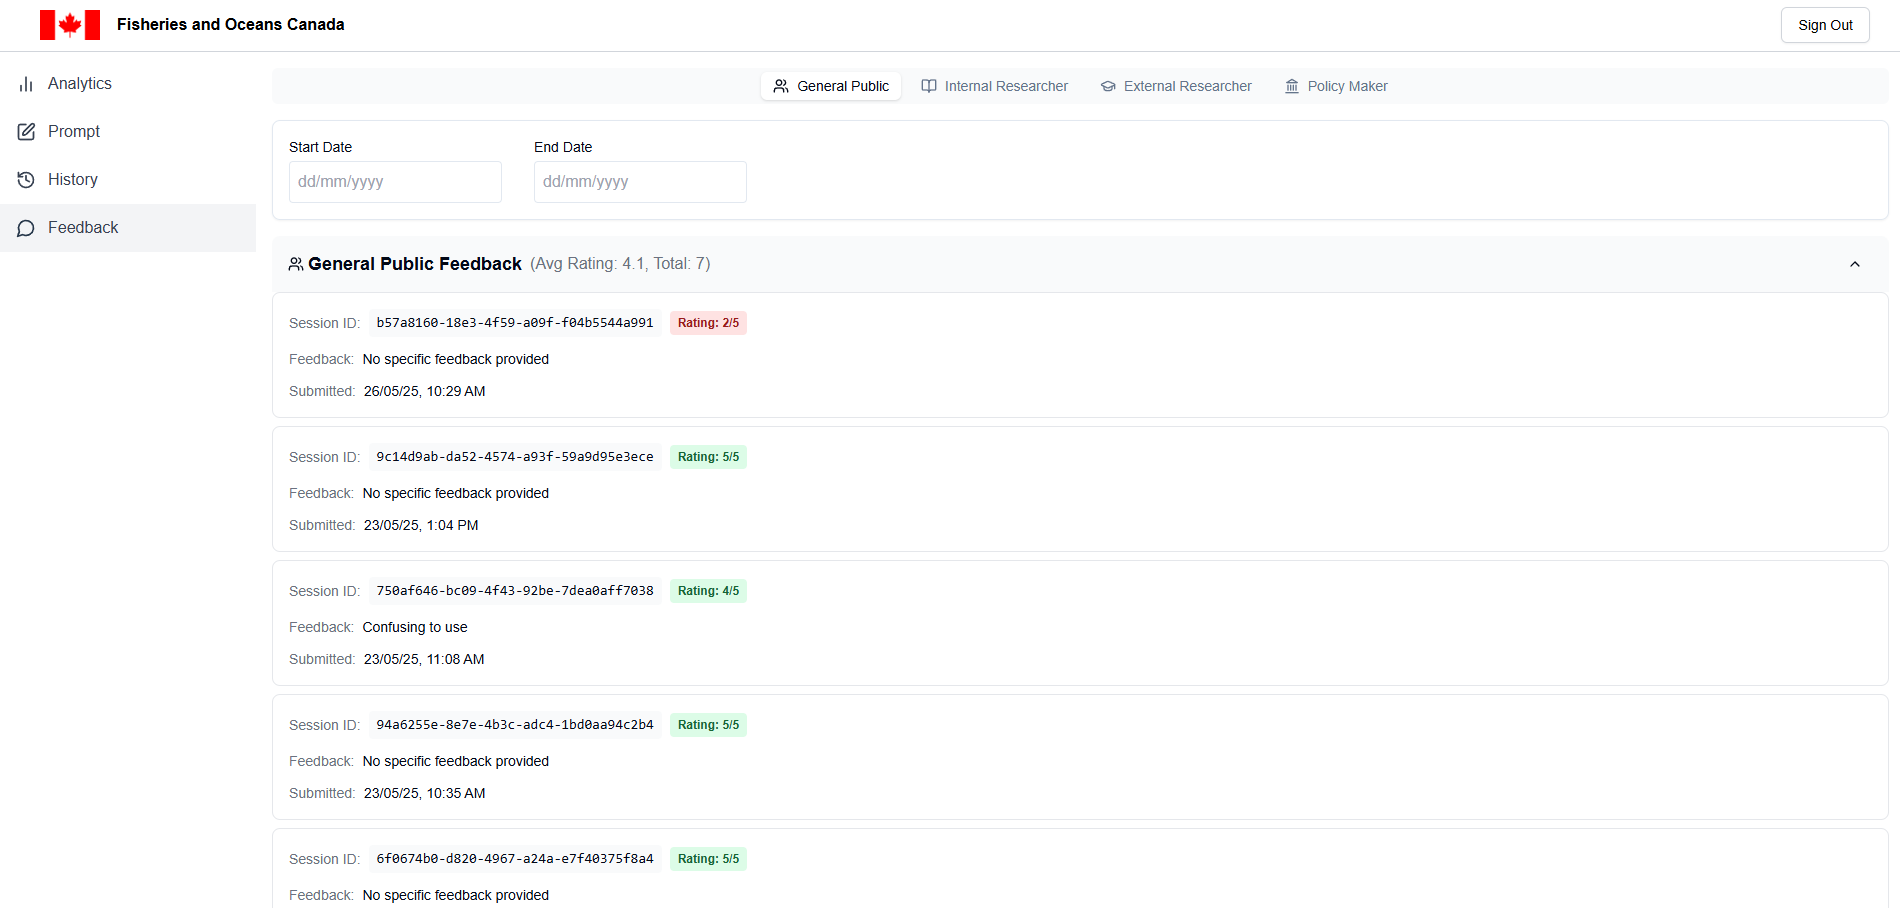 Fisheries and Oceans Canada
Sign Out
Analytics
Prompt
History
Feedback
General Public
Internal Researcher
External Researcher
Policy Maker
Start Date
End Date
dd/mm/yyyy
dd/mm/yyyy
General Public Feedback (Avg Rating: 4.1, Total: 7)
Session ID: b57a8160-18e3-4f59-a09f-f04b5544a991 Rating: 2/5
Feedback: No specific feedback provided
Submitted: 26/05/25, 10:29 AM
Session ID: 9c14d9ab-da52-4574-a93f-59a9d95e3ece Rating: 5/5
Feedback: No specific feedback provided
Submitted: 23/05/25, 1:04 PM
Session ID: 750af646-bc09-4f43-92be-7dea0aff7038 Rating: 4/5
Feedback: Confusing to use
Submitted: 23/05/25, 11:08 AM
Session ID: 94a6255e-8e7e-4b3c-adc4-1bd0aa94c2b4 Rating: 5/5
Feedback: No specific feedback provided
Submitted: 23/05/25, 10:35 AM
Session ID: 6f0674b0-d820-4967-a24a-e7f40375f8a4 Rating: 5/5
Feedback: No specific feedback provided